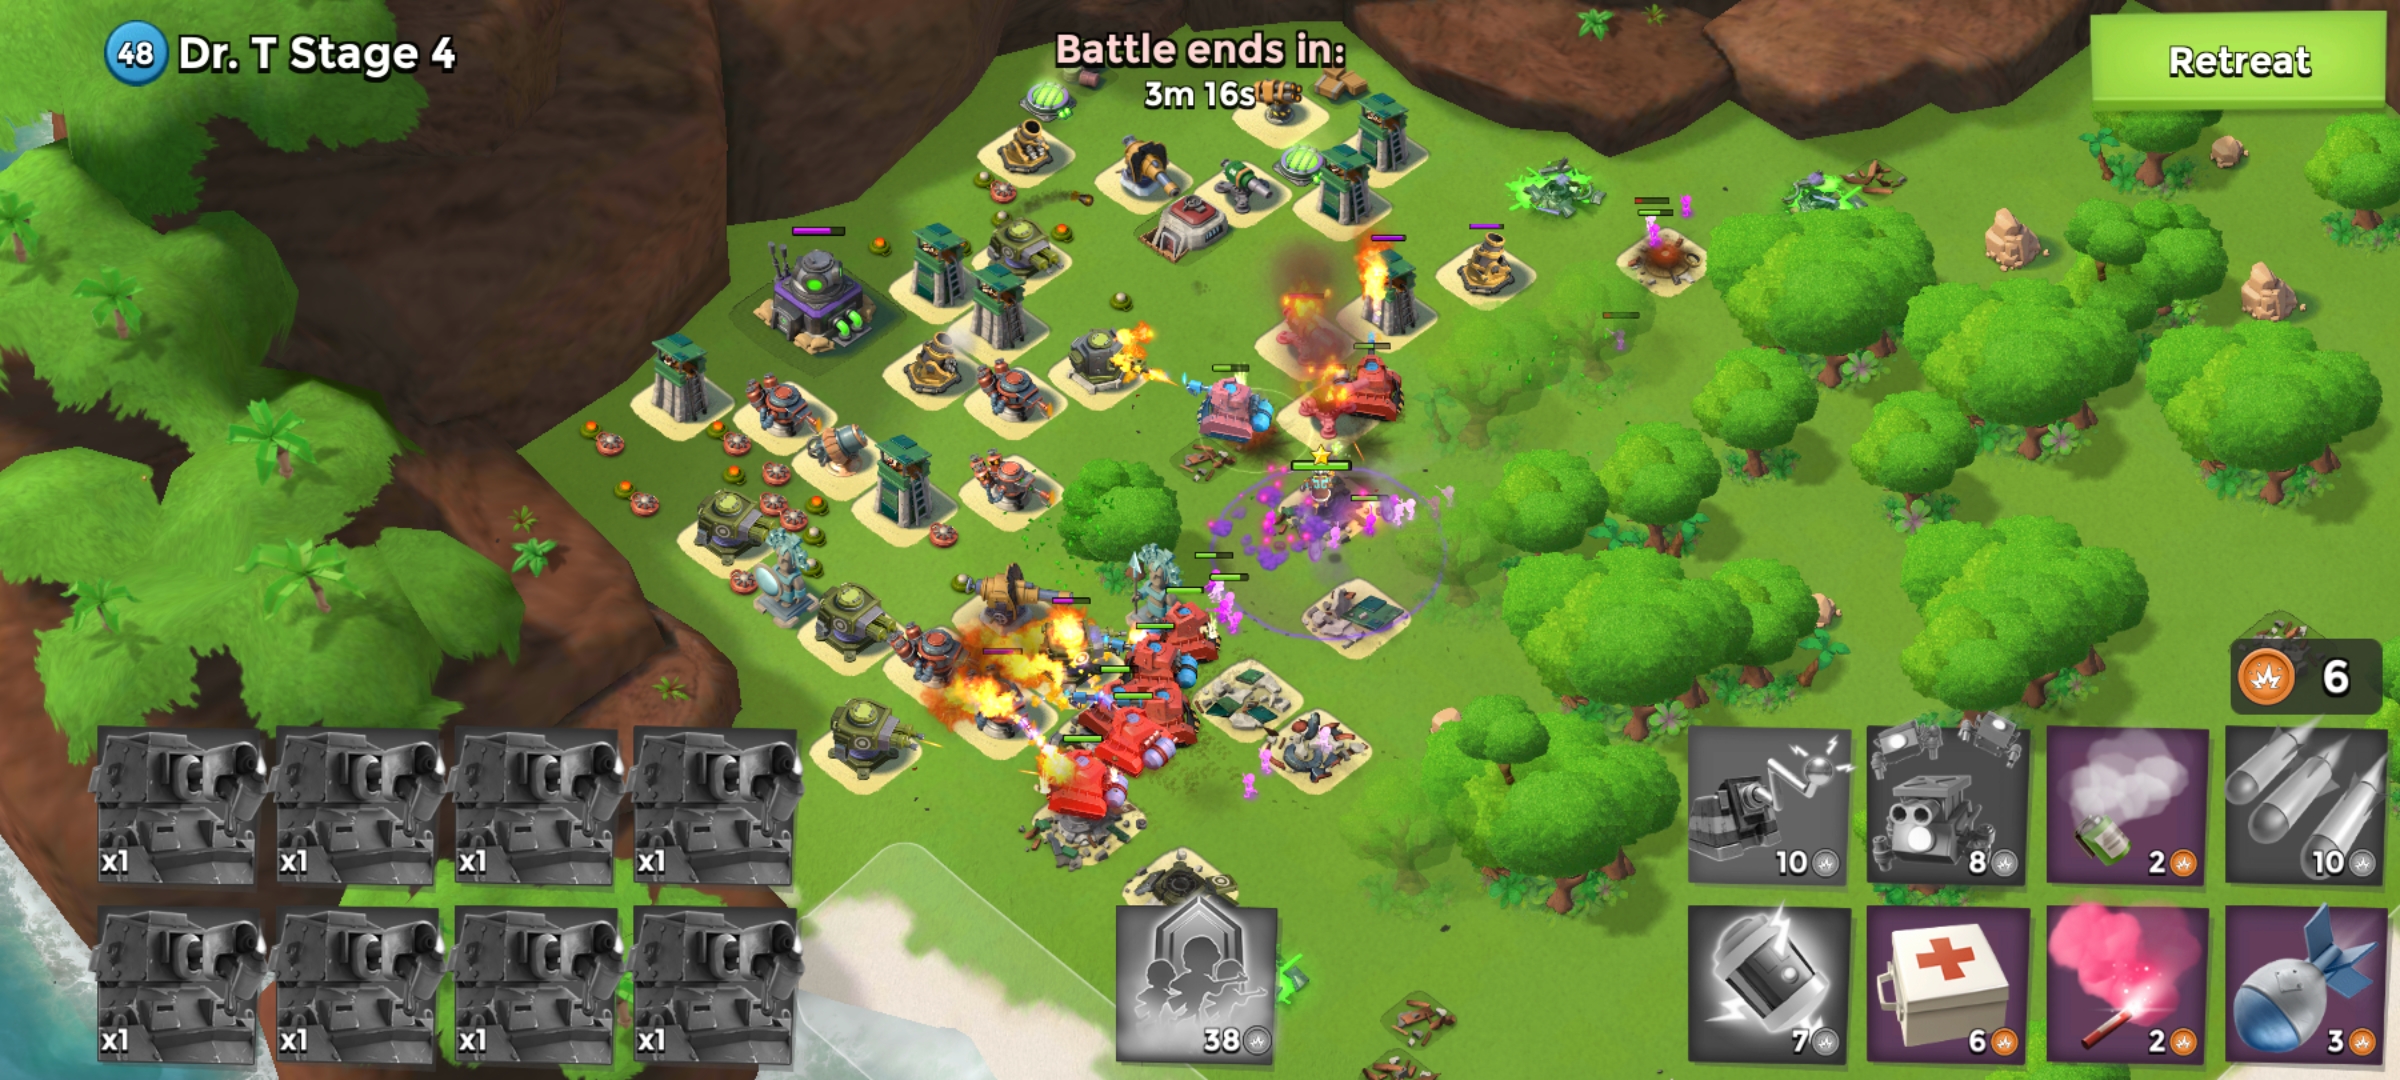 48 Dr. T Stage 4
Battle ends in:
3m 16s
Retreat
6
x1 x1 x1 x1
10 8 2 10
x1 x1 x1 x1
38
7 6 2 3